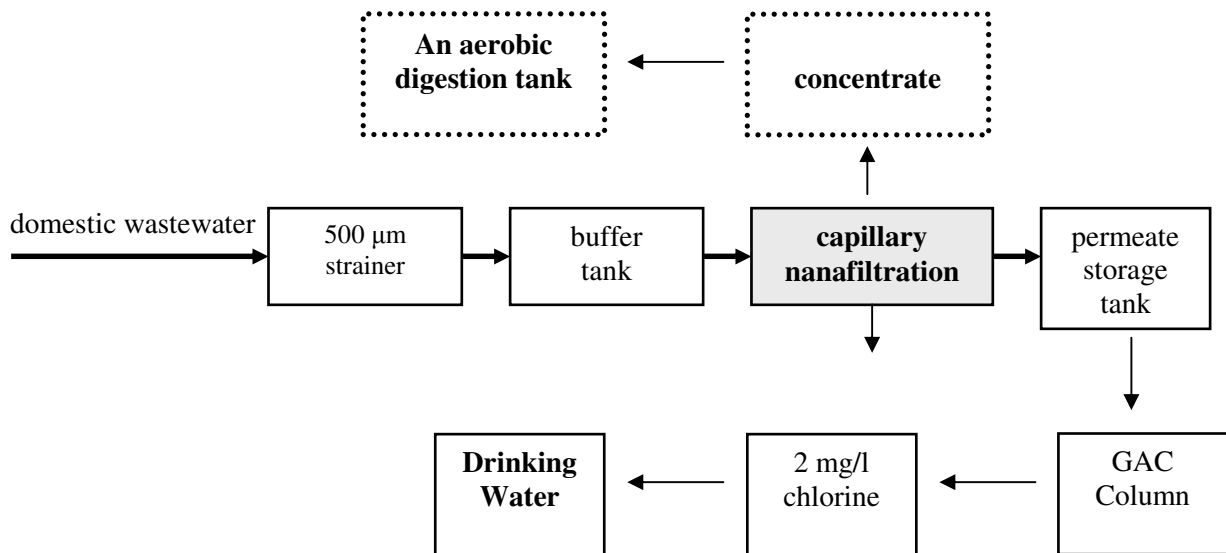 An aerobic
digestion tank
concentrate
domestic wastewater
500 μm
strainer
buffer
tank
capillary
nanafiltration
permeate
storage
tank
Drinking
Water
2 mg/l
chlorine
GAC
Column